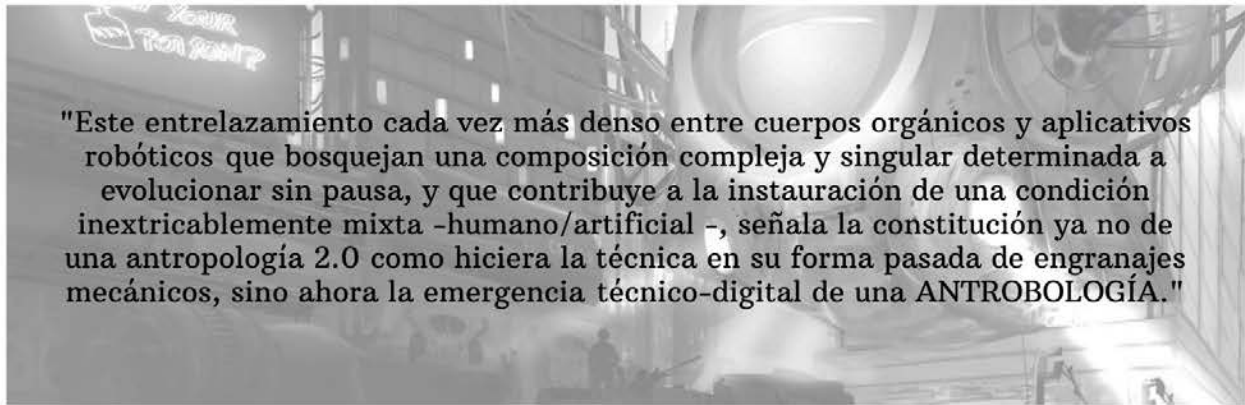 YOUR
POISON?
"Este entrelazamiento cada vez más denso entre cuerpos orgánicos y aplicativos
robóticos que bosquejan una composición compleja y singular determinada a
evolucionar sin pausa, y que contribuye a la instauración de una condición
inextricablemente mixta -humano/artificial -, señala la constitución ya no de
una antropología 2.0 como hiciera la técnica en su forma pasada de engranajes
mecánicos, sino ahora la emergencia técnico-digital de una ANTROBOLOGÍA."